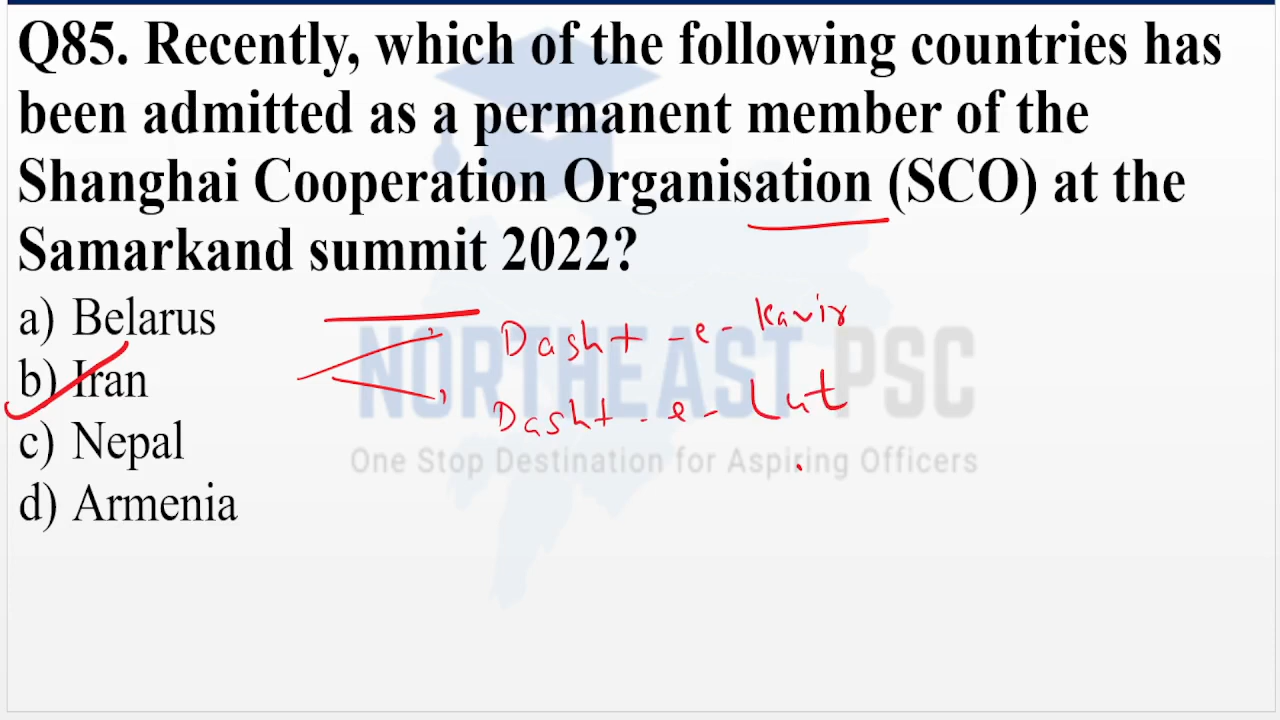 Q85. Recently, which of the following countries has
been admitted as a permanent member of the
Shanghai Cooperation Organisation (SCO) at the
Samarkand summit 2022?
a) Belarus
b) Iran
c) Nepal
d) Armenia
Dasht-e-Kavir
Dasht-e-Lut
NORTHEAST PSC
One Stop Destination for Aspiring Officers